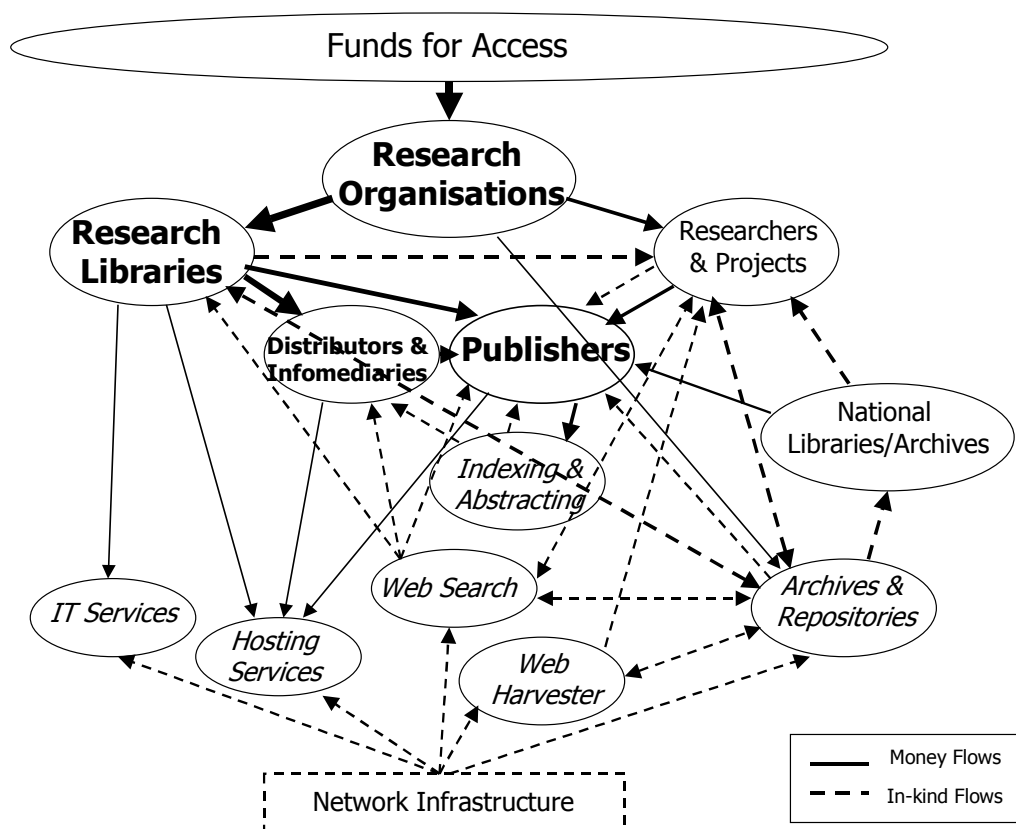 Funds for Access
Research
Organisations
Research
Libraries
Researchers
& Projects
Distributors &
Infomediaries
Publishers
National
Libraries/Archives
Indexing &
Abstracting
Web Search
Archives &
Repositories
IT Services
Hosting
Services
Web
Harvester
Network Infrastructure
Money Flows
In-kind Flows